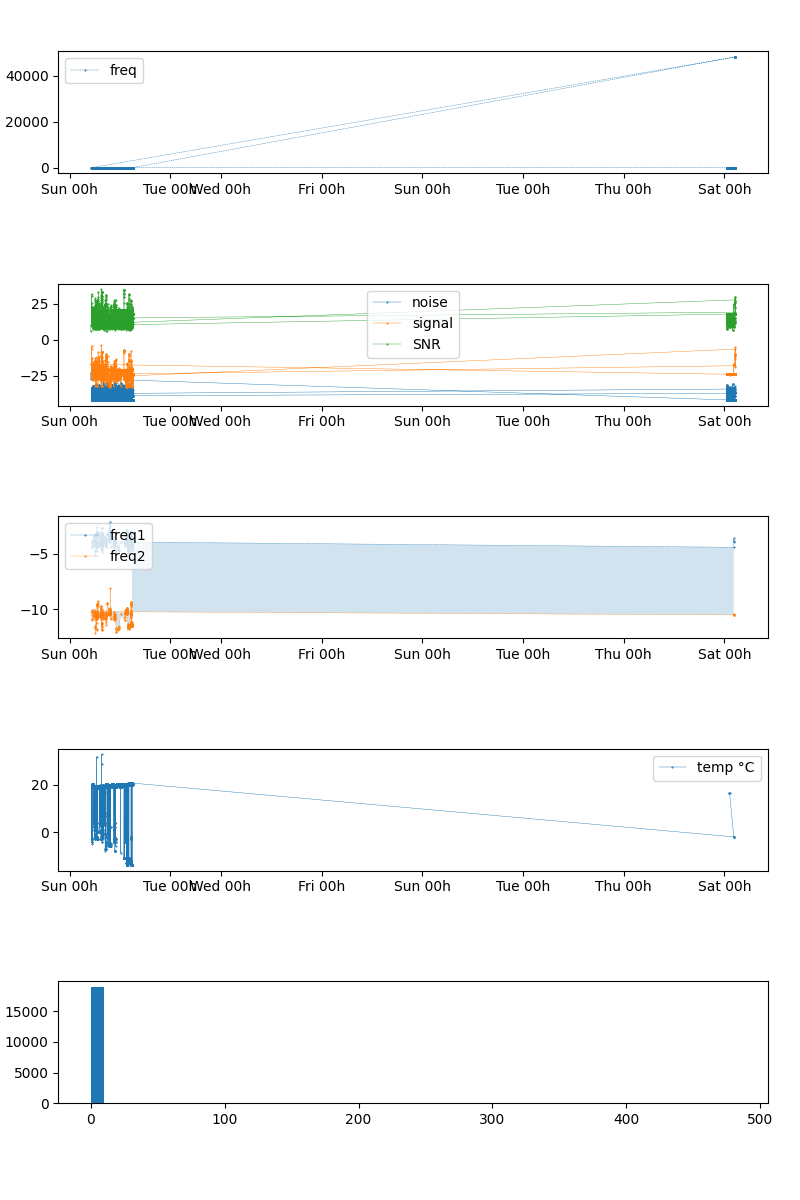 freq
40000
20000
0
Sun 00h Tue 00h Wed 00h Fri 00h Sun 00h Tue 00h Thu 00h Sat 00h
noise
signal
SNR
25
0
−25
Sun 00h Tue 00h Wed 00h Fri 00h Sun 00h Tue 00h Thu 00h Sat 00h
freq1
freq2
−5
−10
Sun 00h Tue 00h Wed 00h Fri 00h Sun 00h Tue 00h Thu 00h Sat 00h
temp °C
20
0
Sun 00h Tue 00h Wed 00h Fri 00h Sun 00h Tue 00h Thu 00h Sat 00h
15000
10000
5000
0
0 100 200 300 400 500